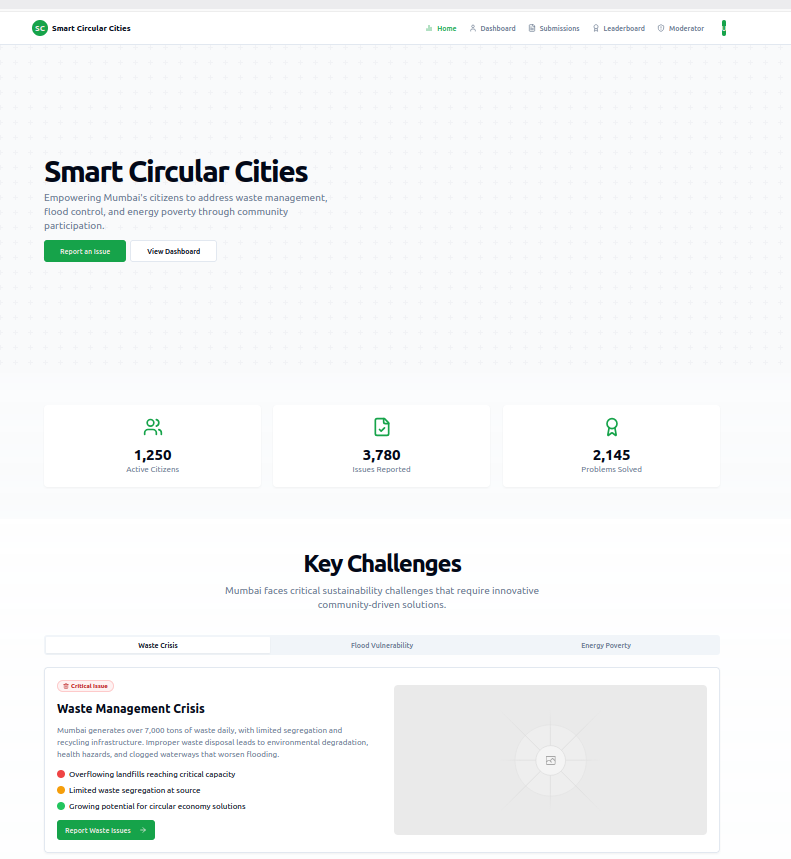 SC Smart Circular Cities Home Dashboard Submissions Leaderboard Moderator
Smart Circular Cities
Empowering Mumbai's citizens to address waste management,
flood control, and energy poverty through community
participation.
Report an Issue View Dashboard
1,250 3,780 2,145
Active Citizens Issues Reported Problems Solved
Key Challenges
Mumbai faces critical sustainability challenges that require innovative
community-driven solutions.
Waste Crisis Flood Vulnerability Energy Poverty
Critical Issue
Waste Management Crisis
Mumbai generates over 7,000 tons of waste daily, with limited segregation and
recycling infrastructure. Improper waste disposal leads to environmental degradation,
health hazards, and clogged waterways that worsen flooding.
Overflowing landfills reaching critical capacity
Limited waste segregation at source
Growing potential for circular economy solutions
Report Waste Issues